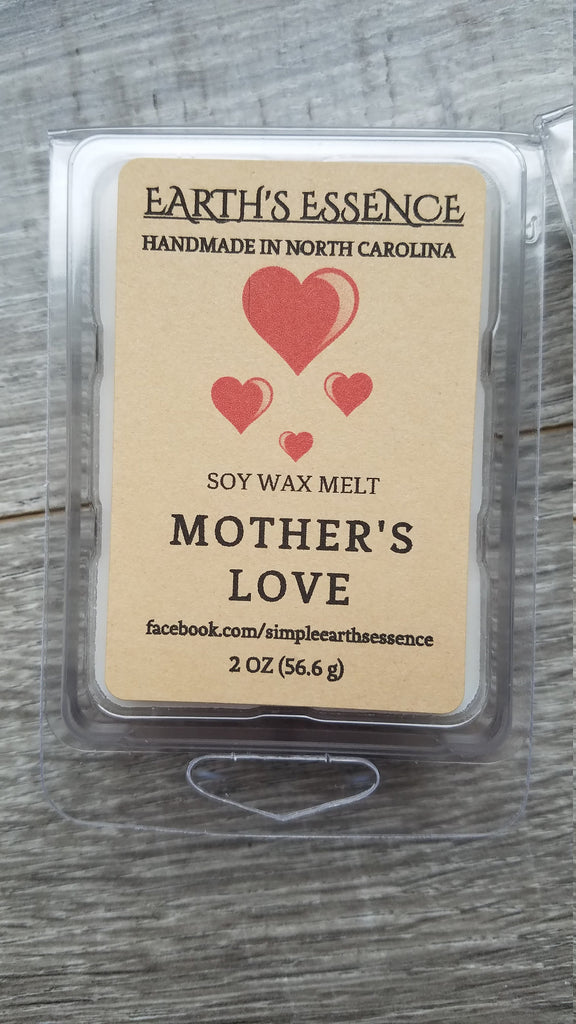 EARTH'S ESSENCE
HANDMADE IN NORTH CAROLINA
SOY WAX MELT
MOTHER'S
LOVE
facebook.com/simpleearthsessence
2 OZ (56.6 g)